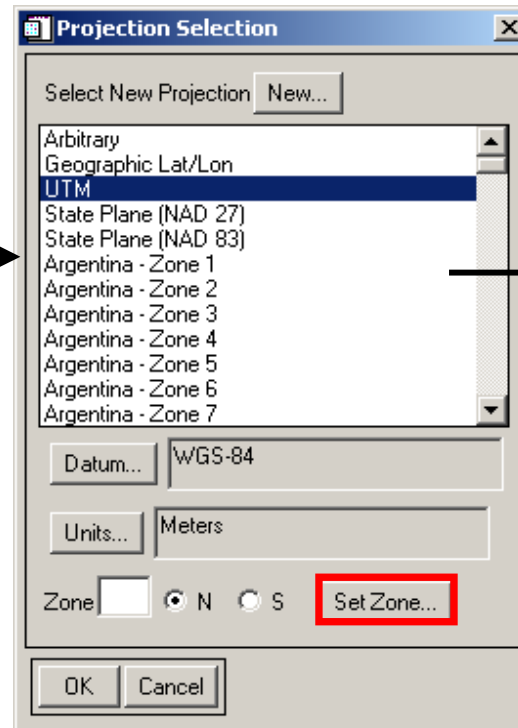 Projection Selection
Select New Projection New...
Arbitrary
Geographic Lat/Lon
UTM
State Plane (NAD 27)
State Plane (NAD 83)
Argentina - Zone 1
Argentina - Zone 2
Argentina - Zone 3
Argentina - Zone 4
Argentina - Zone 5
Argentina - Zone 6
Argentina - Zone 7
Datum... WGS-84
Units... Meters
Zone N S Set Zone...
OK Cancel